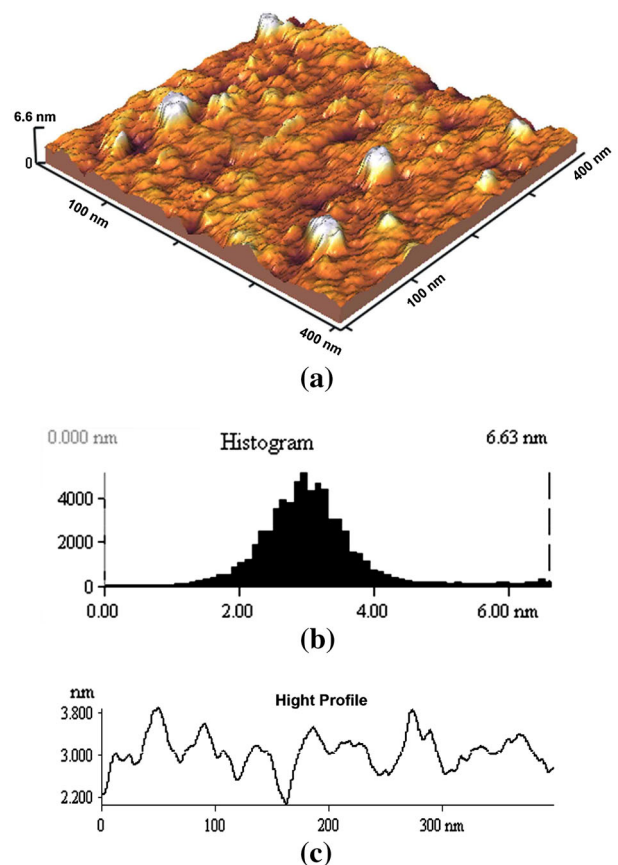 6.6 nm
0
100 nm
400 nm
100 nm
400 nm
(a)
0.000 nm Histogram 6.63 nm
4000
2000
0
0.00 2.00 4.00 6.00 nm
(b)
nm
Hight Profile
3.800
3.000
2.200
0 100 200 300 nm
(c)